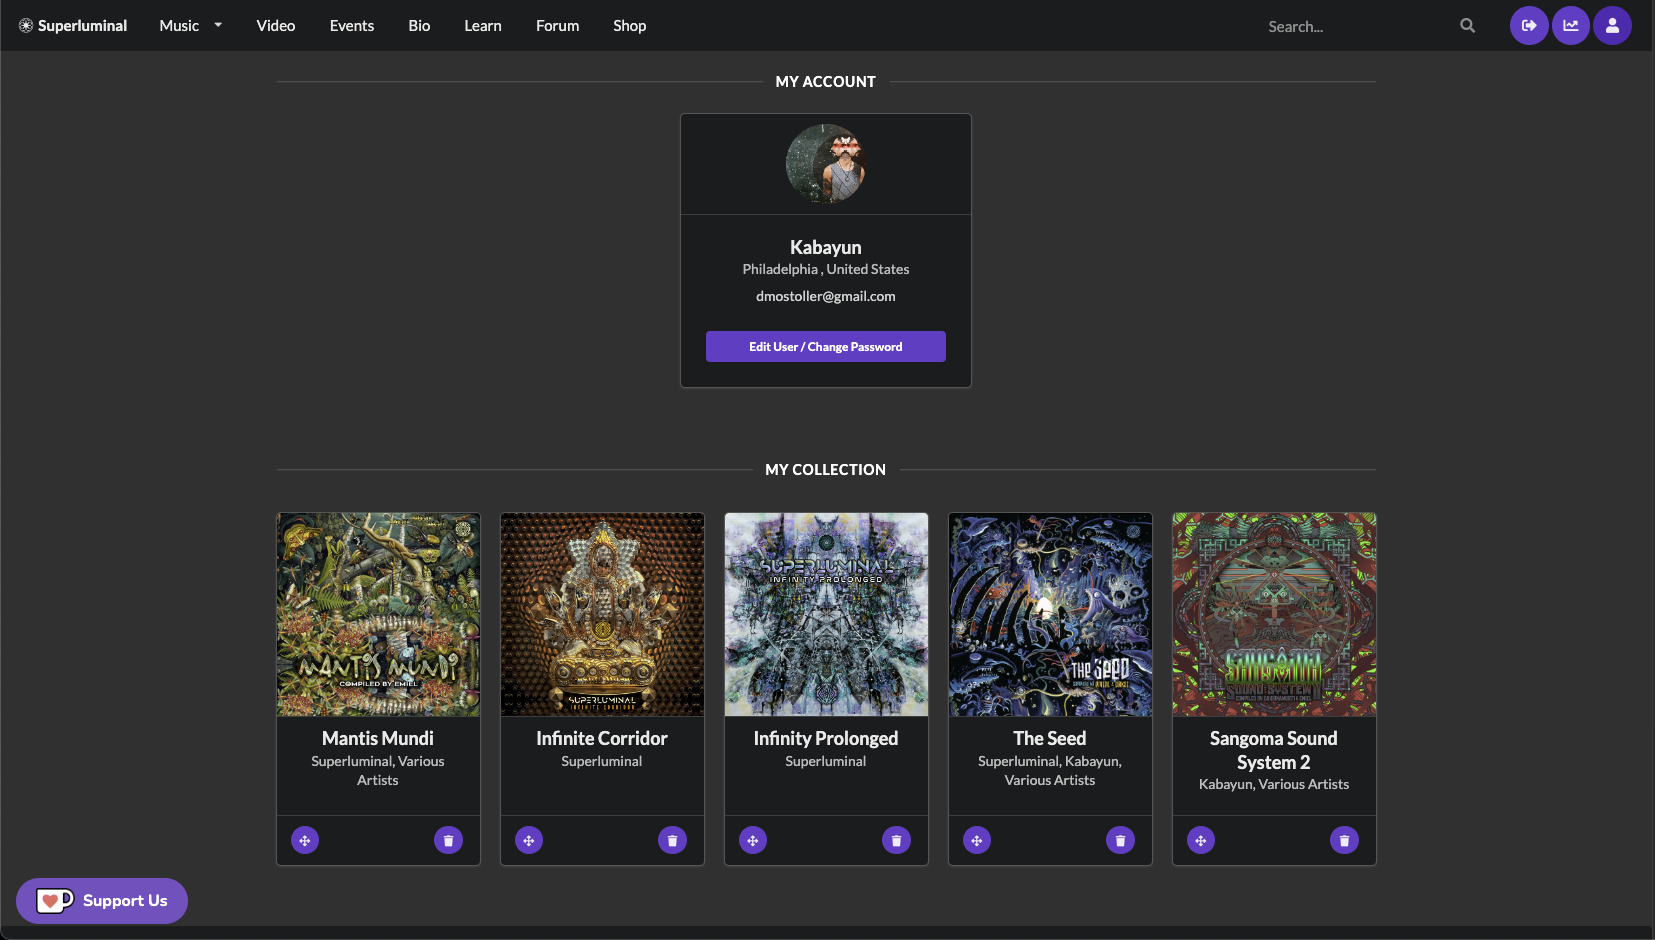 Superluminal
Music
Video
Events
Bio
Learn
Forum
Shop
Search...
MY ACCOUNT
Kabayun
Philadelphia , United States
dmostoller@gmail.com
Edit User / Change Password
MY COLLECTION
MANTIS MUNDI
COMPILED BY EMIEL
SUPERLUMINAL
INFINITE CORRIDOR
SUPERLUMINAL
INFINITY PROLONGED
THE SEED
SANGOMA
SOUND SYSTEM
Mantis Mundi
Superluminal, Various
Artists
Infinite Corridor
Superluminal
Infinity Prolonged
Superluminal
The Seed
Superluminal, Kabayun,
Various Artists
Sangoma Sound
System 2
Kabayun, Various Artists
Support Us